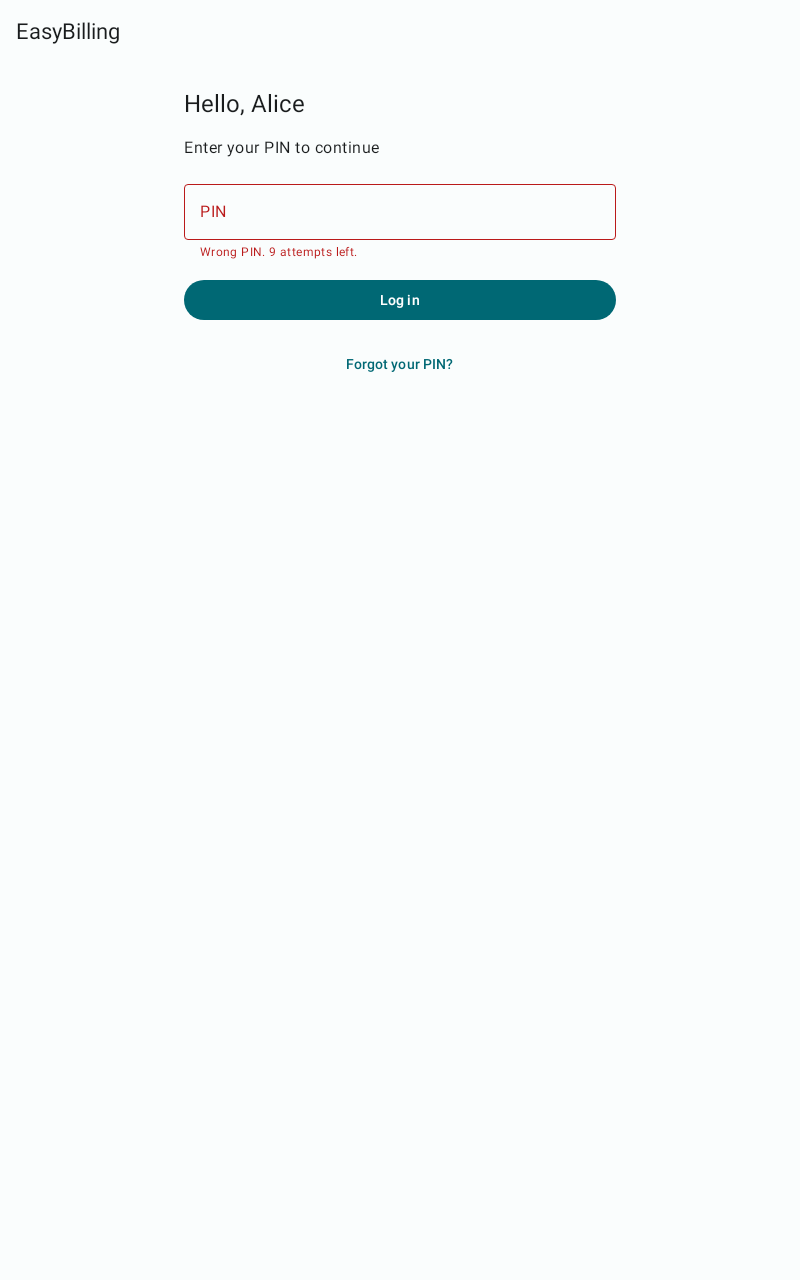 EasyBilling
Hello, Alice
Enter your PIN to continue
PIN
Wrong PIN. 9 attempts left.
Log in
Forgot your PIN?